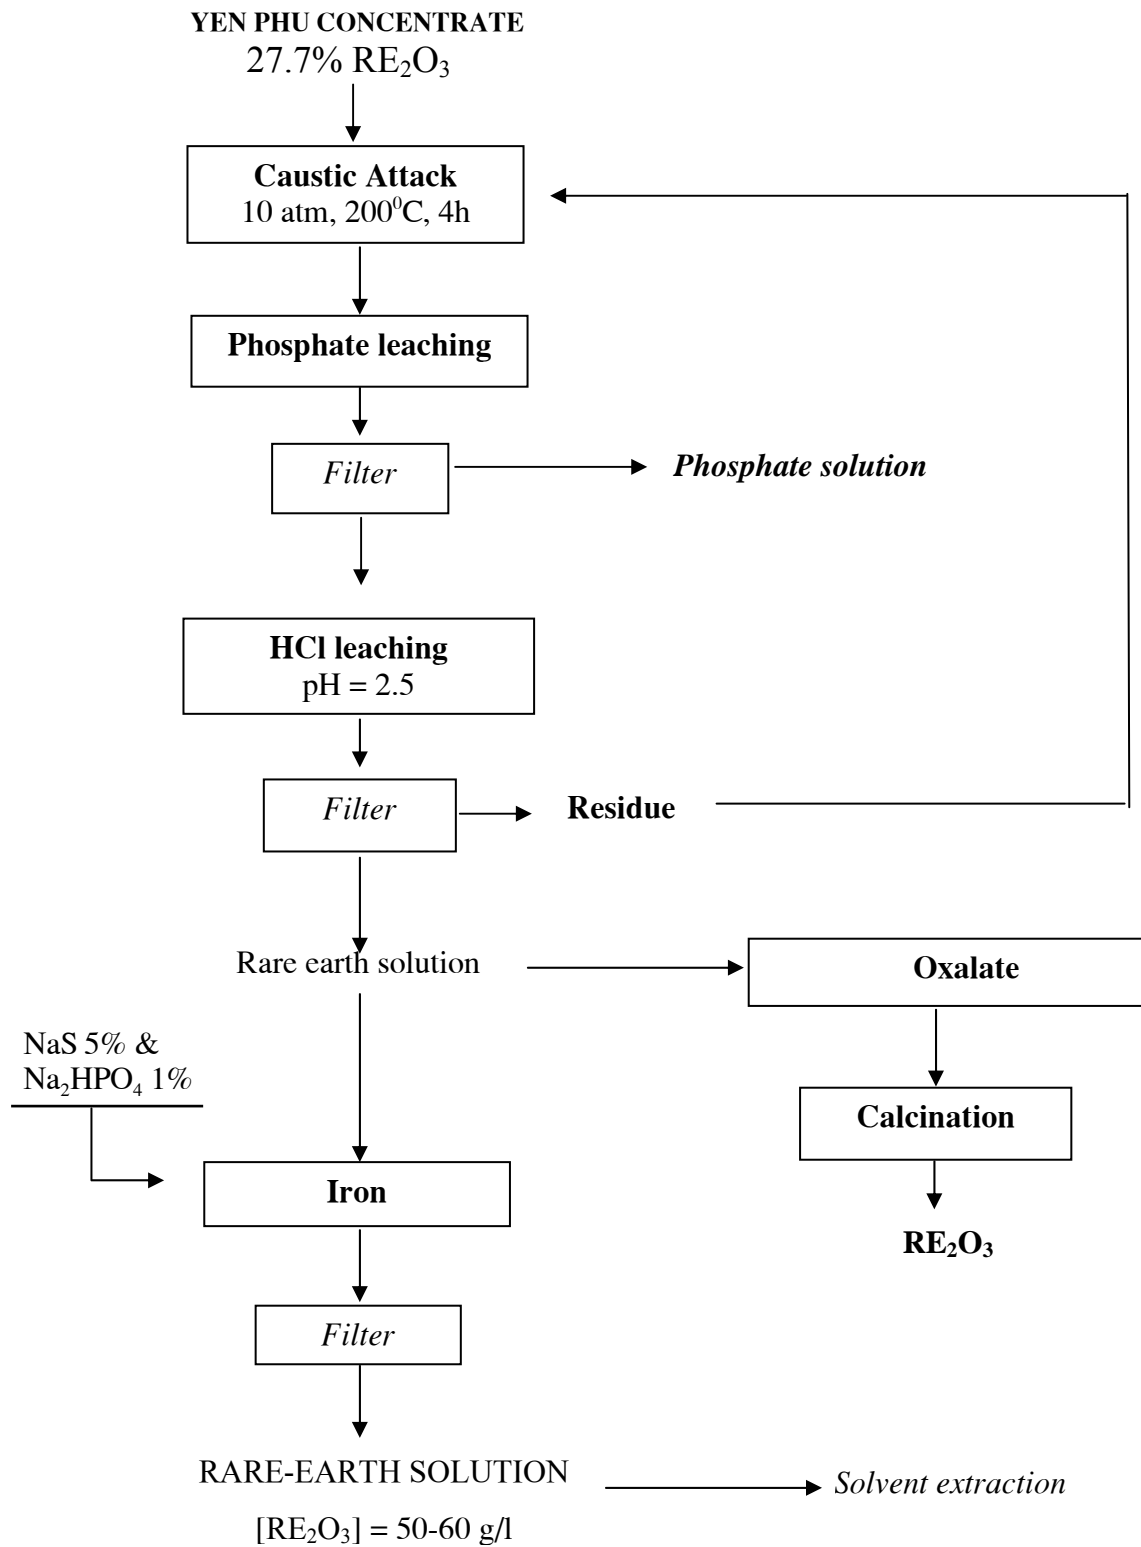 YEN PHU CONCENTRATE
27.7% RE₂O₃
Caustic Attack
10 atm, 200⁰C, 4h
Phosphate leaching
Filter
Phosphate solution
HCl leaching
pH = 2.5
Filter
Residue
Rare earth solution
Oxalate
NaS 5% &
Na₂HPO₄ 1%
Calcination
Iron
RE₂O₃
Filter
RARE-EARTH SOLUTION
Solvent extraction
[RE₂O₃] = 50-60 g/l